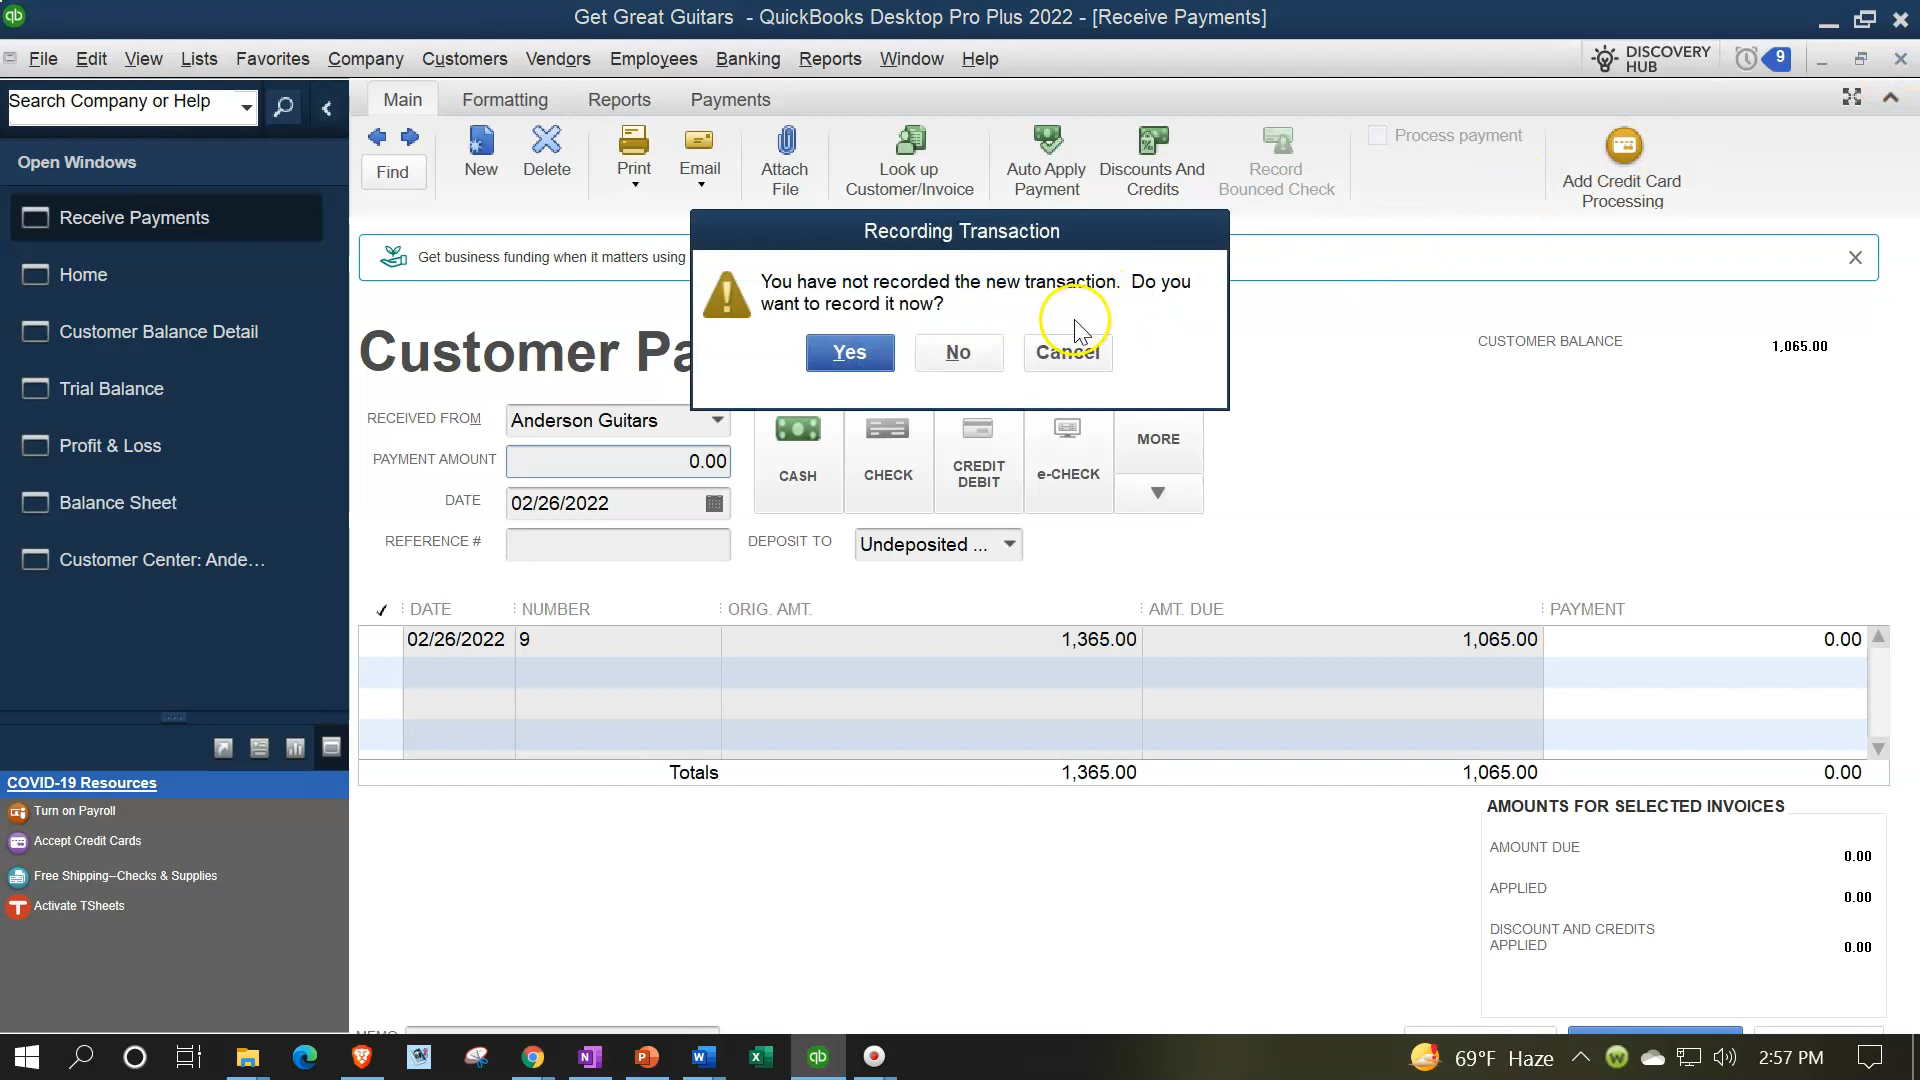 Get Great Guitars - QuickBooks Desktop Pro Plus 2022 - [Receive Payments]
File Edit View Lists Favorites Company Customers Vendors Employees Banking Reports Window Help
DISCOVERY
HUB
9
Search Company or Help
Main Formatting Reports Payments
Find
New
Delete
Print
Email
Attach
File
Look up
Customer/Invoice
Auto Apply
Payment
Discounts And
Credits
Record
Bounced Check
Process payment
Add Credit Card
Processing
Open Windows
Receive Payments
Home
Customer Balance Detail
Trial Balance
Profit & Loss
Balance Sheet
Customer Center: Ande...
COVID-19 Resources
Turn on Payroll
Accept Credit Cards
Free Shipping--Checks & Supplies
Activate TSheets
Get business funding when it matters using
Recording Transaction
You have not recorded the new transaction. Do you
want to record it now?
Yes No Cancel
Customer Pa
CUSTOMER BALANCE 1,065.00
RECEIVED FROM Anderson Guitars
PAYMENT AMOUNT 0.00
DATE 02/26/2022
REFERENCE #
CASH
CHECK
CREDIT
DEBIT
e-CHECK
MORE
DEPOSIT TO Undeposited ...
DATE NUMBER ORIG. AMT. AMT. DUE PAYMENT
02/26/2022 9 1,365.00 1,065.00 0.00
Totals 1,365.00 1,065.00 0.00
AMOUNTS FOR SELECTED INVOICES
AMOUNT DUE 0.00
APPLIED 0.00
DISCOUNT AND CREDITS
APPLIED 0.00
MEMO
69°F Haze
2:57 PM